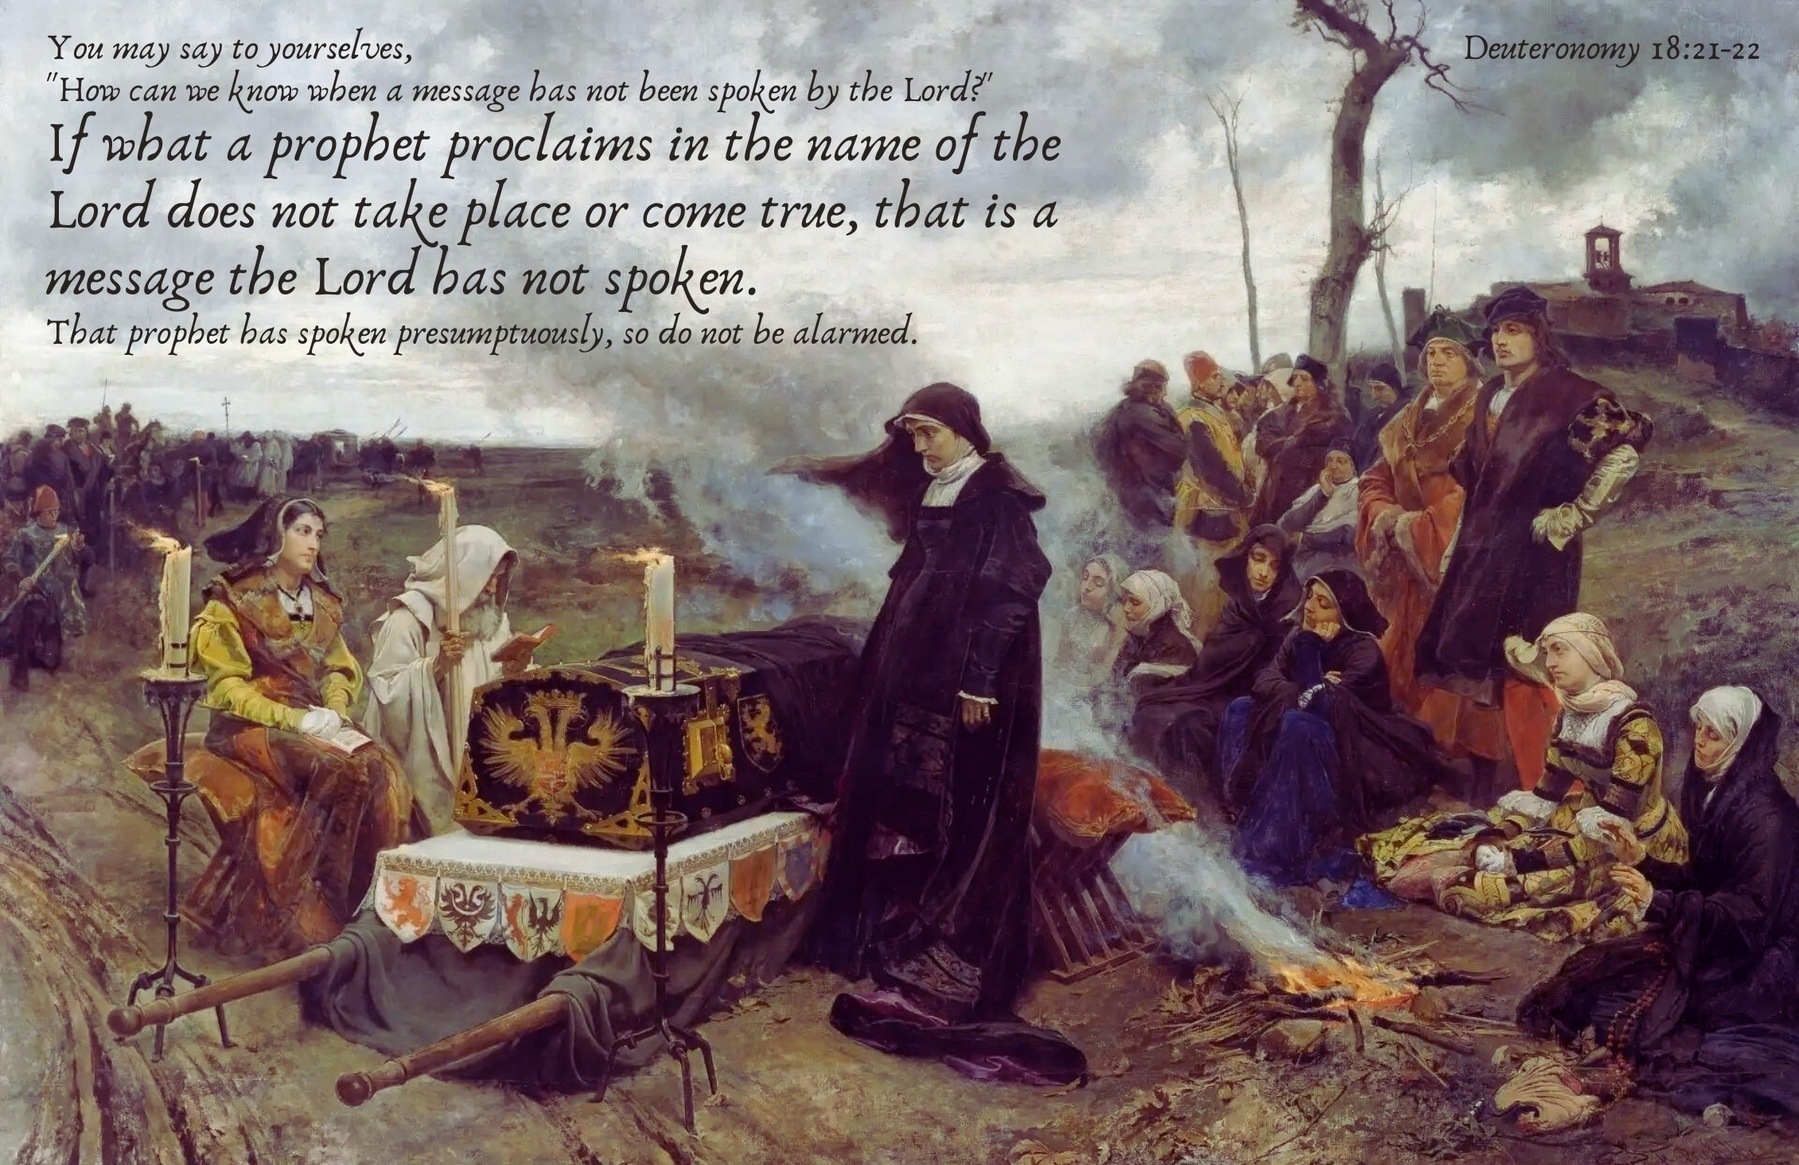 You may say to yourselves,
"How can we know when a message has not been spoken by the Lord?"
If what a prophet proclaims in the name of the
Lord does not take place or come true, that is a
message the Lord has not spoken.
That prophet has spoken presumptuously, so do not be alarmed.
Deuteronomy 18:21-22